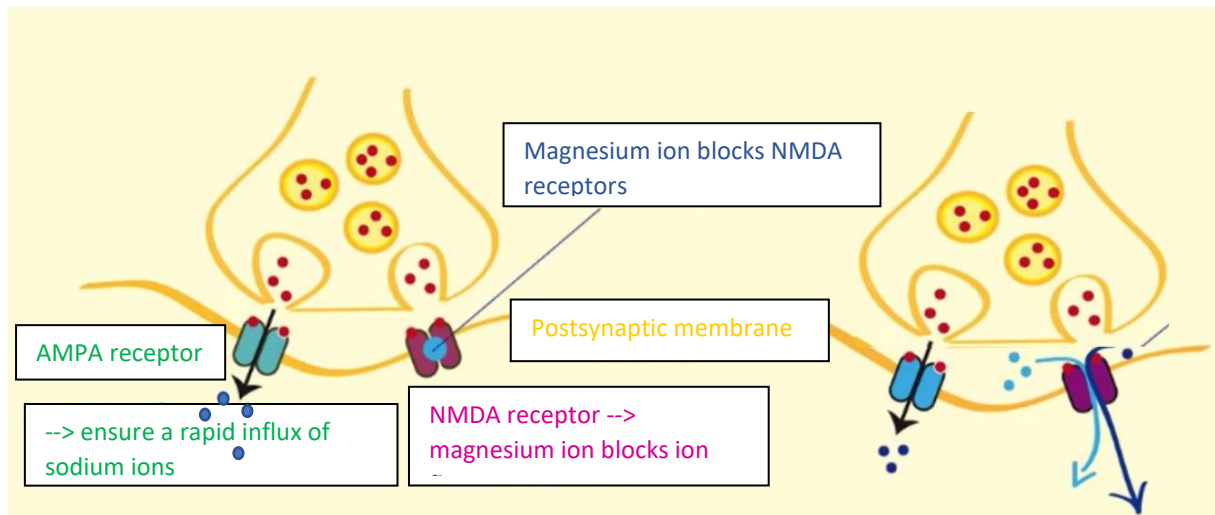 Magnesium ion blocks NMDA
receptors
Postsynaptic membrane
AMPA receptor
--> ensure a rapid influx of
sodium ions
NMDA receptor -->
magnesium ion blocks ion